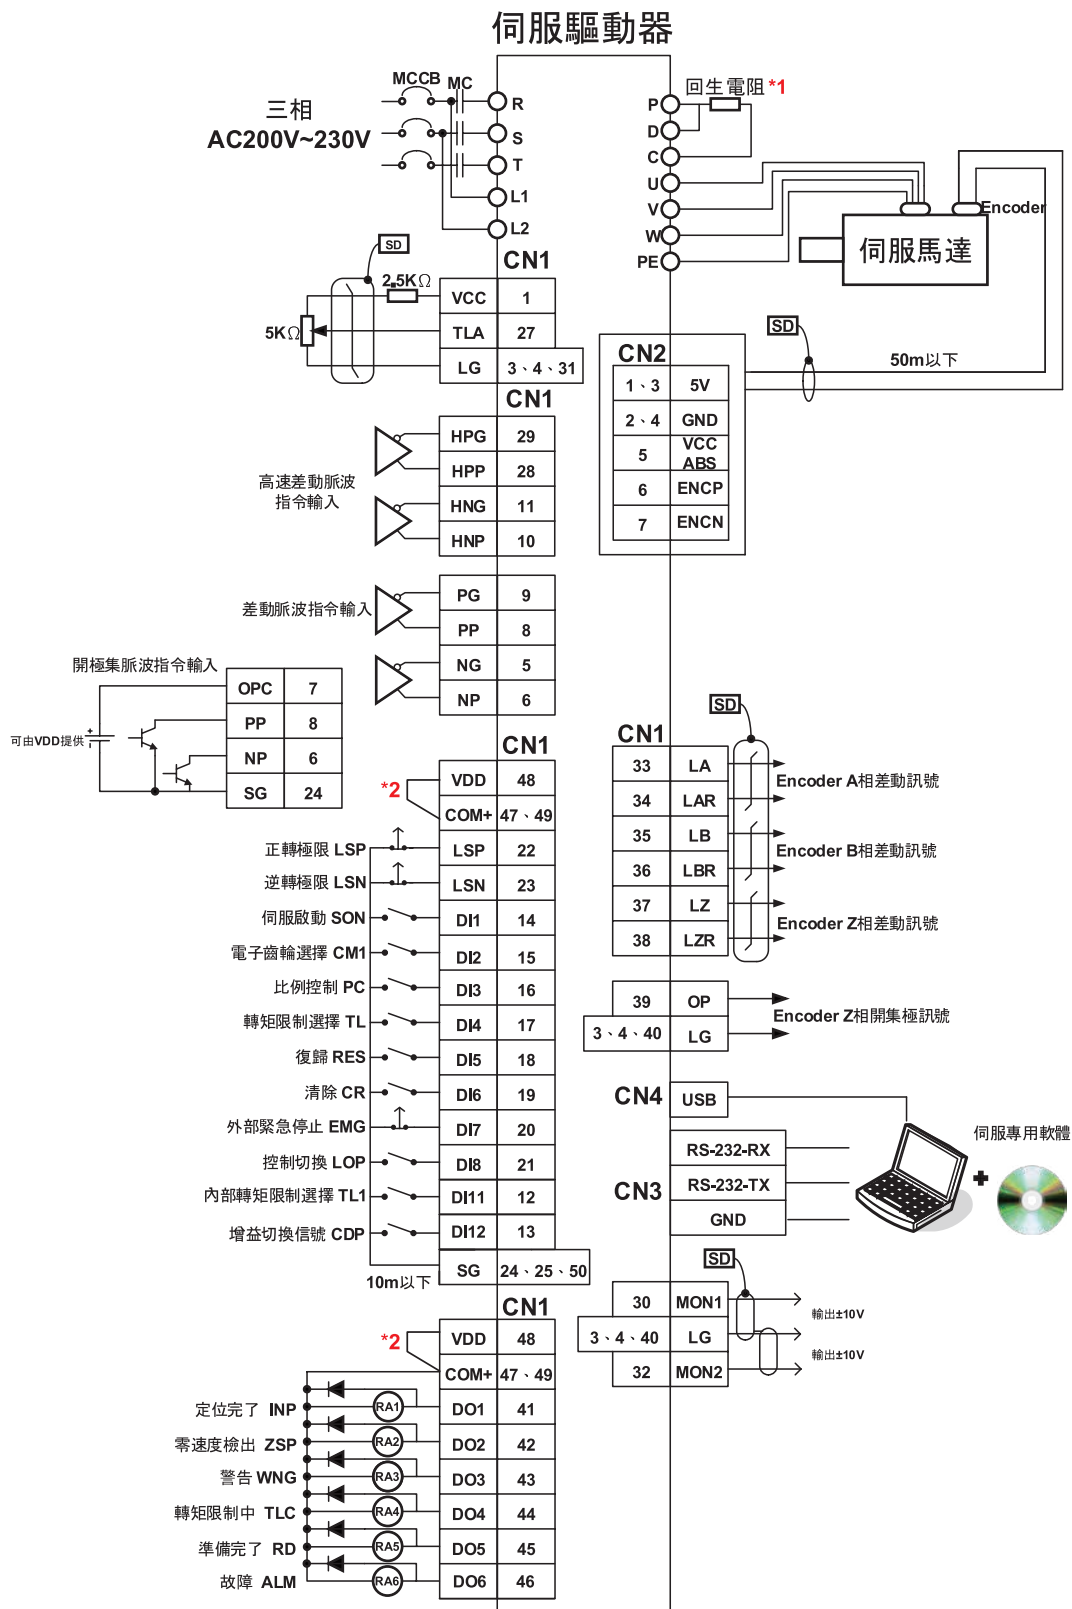 伺服驅動器
MCCB MC
三相
AC200V~230V
R
S
T
L1
L2
回生電阻 *1
P
D
C
U
V
W
PE
Encoder
伺服馬達
SD
CN1
2.5KΩ
5KΩ
VCC 1
TLA 27
LG 3、4、31
SD
50m以下
CN2
1、3 5V
2、4 GND
5 VCC ABS
6 ENCP
7 ENCN
CN1
高速差動脈波
指令輸入
HPG 29
HPP 28
HNG 11
HNP 10
差動脈波指令輸入
PG 9
PP 8
NG 5
NP 6
開極集脈波指令輸入
可由VDD提供
+
OPC 7
PP 8
NP 6
SG 24
CN1
*2
VDD 48
COM+ 47、49
正轉極限 LSP LSP 22
逆轉極限 LSN LSN 23
伺服啟動 SON DI1 14
電子齒輪選擇 CM1 DI2 15
比例控制 PC DI3 16
轉矩限制選擇 TL DI4 17
復歸 RES DI5 18
清除 CR DI6 19
外部緊急停止 EMG DI7 20
控制切換 LOP DI8 21
內部轉矩限制選擇 TL1 DI11 12
增益切換信號 CDP DI12 13
10m以下 SG 24、25、50
SD
CN1
33 LA
34 LAR
Encoder A相差動訊號
35 LB
36 LBR
Encoder B相差動訊號
37 LZ
38 LZR
Encoder Z相差動訊號
39 OP
3、4、40 LG
Encoder Z相開集極訊號
CN4 USB
伺服專用軟體
+
CN3
RS-232-RX
RS-232-TX
GND
SD
30 MON1
輸出±10V
3、4、40 LG
輸出±10V
32 MON2
CN1
*2
VDD 48
COM+ 47、49
定位完了 INP RA1 DO1 41
零速度檢出 ZSP RA2 DO2 42
警告 WNG RA3 DO3 43
轉矩限制中 TLC RA4 DO4 44
準備完了 RD RA5 DO5 45
故障 ALM RA6 DO6 46